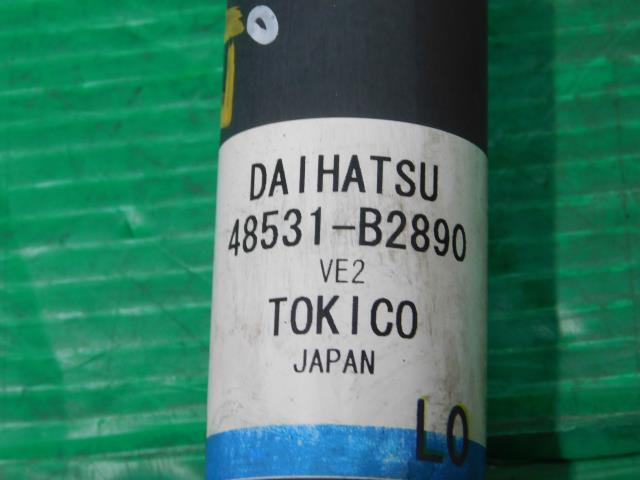 DAIHATSU
48531-B2890
VE2
TOKICO
JAPAN
LO